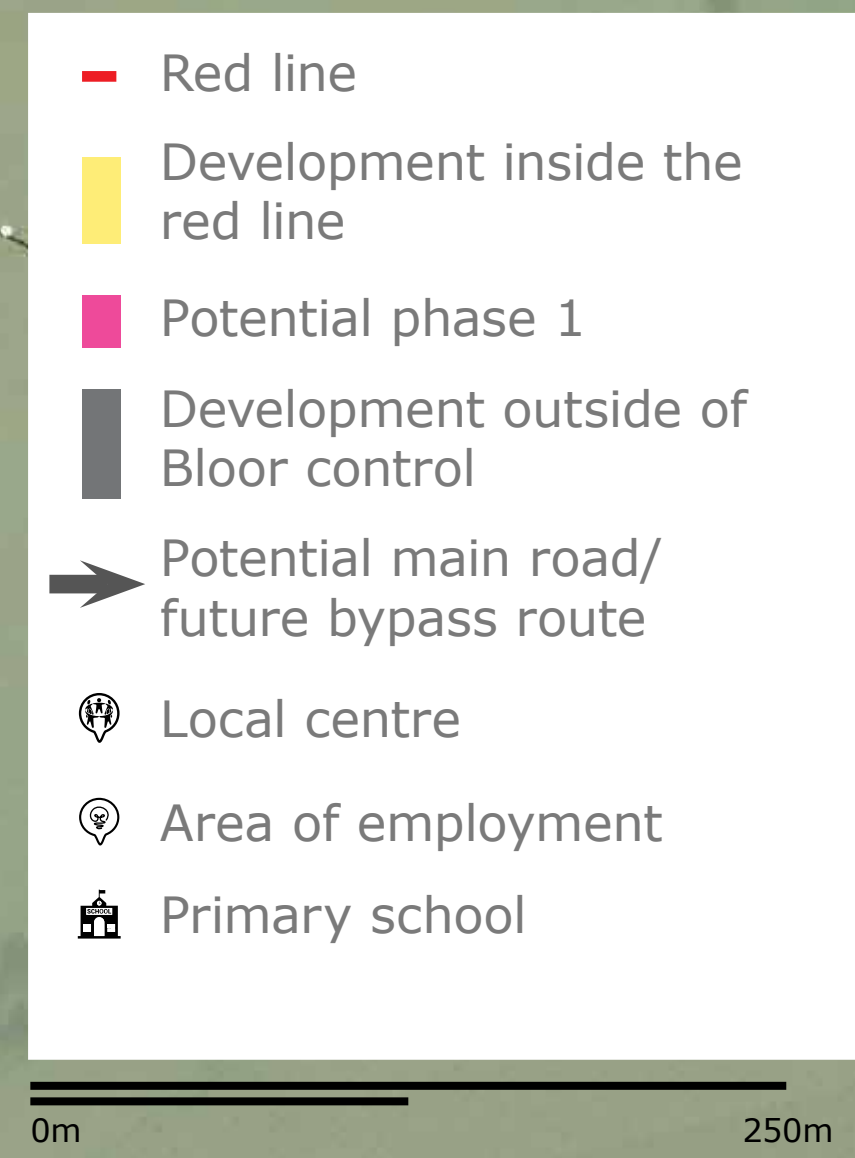 Red line
Development inside the
red line
Potential phase 1
Development outside of
Bloor control
Potential main road/
future bypass route
Local centre
Area of employment
SCHOOL
Primary school
0m 250m